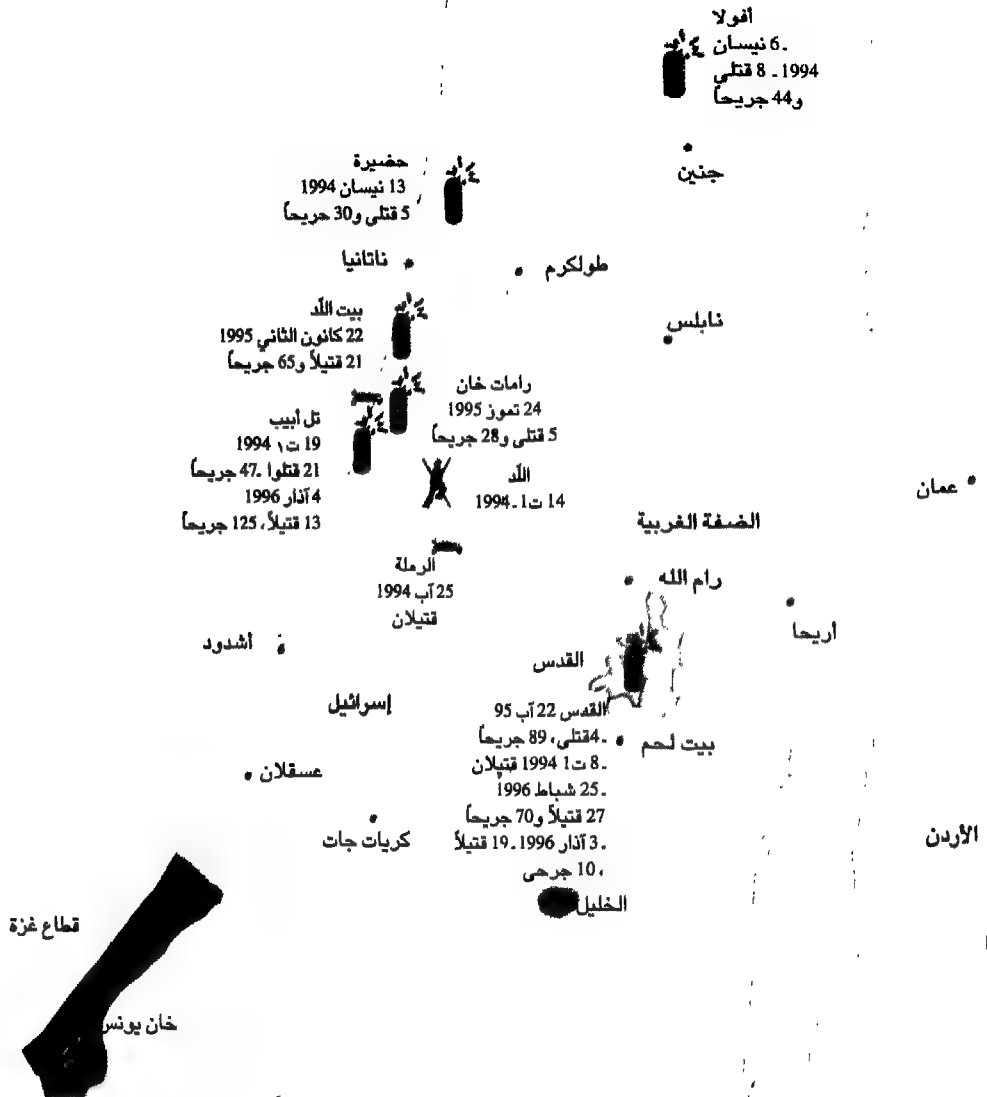 أفولا
ـ 6 نيسان
1994 ـ 8 قتلى
و44 جريحاً
جنين
حضيرة
13 نيسان 1994
5 قتلى و30 جريحاً
ناتانيا
طولكرم
نابلس
بيت اللّد
22 كانون الثاني 1995
21 قتيلاً و65 جريحاً
رامات خان
24 تموز 1995
5 قتلى و28 جريحاً
تل أبيب
19 ت١ 1994
21 قتلوا ـ 47 جريحاً
4 آذار 1996
13 قتيلاً، 125 جريحاً
اللّد
14 ت1 ـ 1994
عمان
الضفة الغربية
الرملة
25 آب 1994
قتيلان
رام الله
أريحا
أشدود
القدس
إسرائيل
القدس 22 آب 95
ـ 4 قتلى، 89 جريحاً
ـ 8 ت1 1994 قتيلان
ـ 25 شباط 1996
27 قتيلاً و70 جريحاً
ـ 3 آذار 1996 ـ 19 قتيلاً
، 10 جرحى
بيت لحم
عسقلان
كريات جات
الأردن
الخليل
قطاع غزة
خان يونس